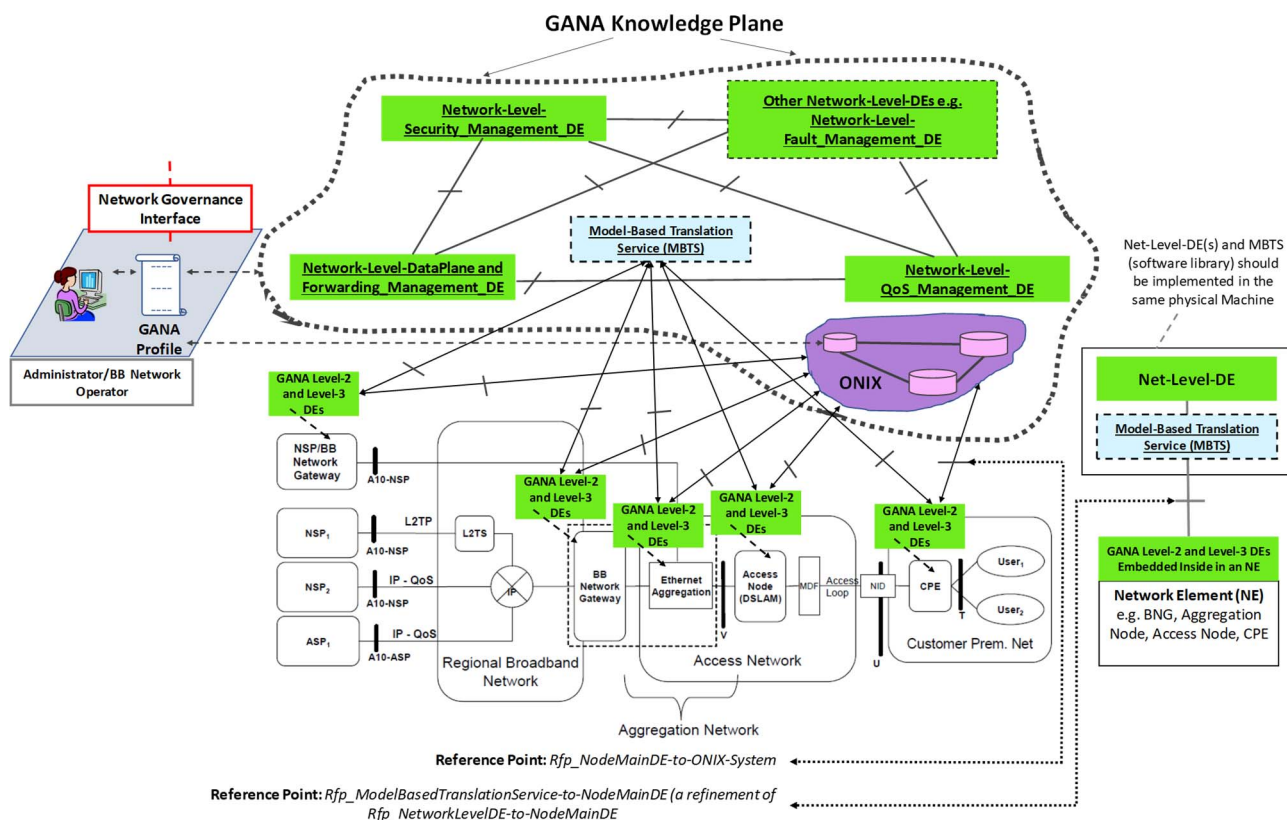 GANA Knowledge Plane
Network-Level-
Security_Management_DE
Other Network-Level-DEs e.g.
Network-Level-
Fault_Management_DE
Network Governance
Interface
Model-Based Translation
Service (MBTS)
Net-Level-DE(s) and MBTS
(software library) should
be implemented in the
same physical Machine
Network-Level-DataPlane and
Forwarding_Management_DE
Network-Level-
QoS_Management_DE
GANA
Profile
Administrator/BB Network
Operator
ONIX
Net-Level-DE
Model-Based Translation
Service (MBTS)
GANA Level-2
and Level-3
DEs
NSP/BB
Network
Gateway
A10-NSP
GANA Level-2
and Level-3
DEs
GANA Level-2
and Level-3
DEs
GANA Level-2
and Level-3
DEs
GANA Level-2
and Level-3
DEs
NSP1
L2TP
A10-NSP
L2TS
NSP2
IP - QoS
A10-NSP
IP
ASP1
IP - QoS
A10-ASP
BB
Network
Gateway
Ethernet
Aggregation
V
Access
Node
(DSLAM)
MDF
Access
Loop
NID
U
CPE
T
User1
User2
Regional Broadband
Network
Access Network
Customer Prem. Net
Aggregation Network
GANA Level-2 and Level-3 DEs
Embedded Inside in an NE
Network Element (NE)
e.g. BNG, Aggregation
Node, Access Node, CPE
Reference Point: Rfp_NodeMainDE-to-ONIX-System
Reference Point: Rfp_ModelBasedTranslationService-to-NodeMainDE (a refinement of
Rfp_NetworkLevelDE-to-NodeMainDE